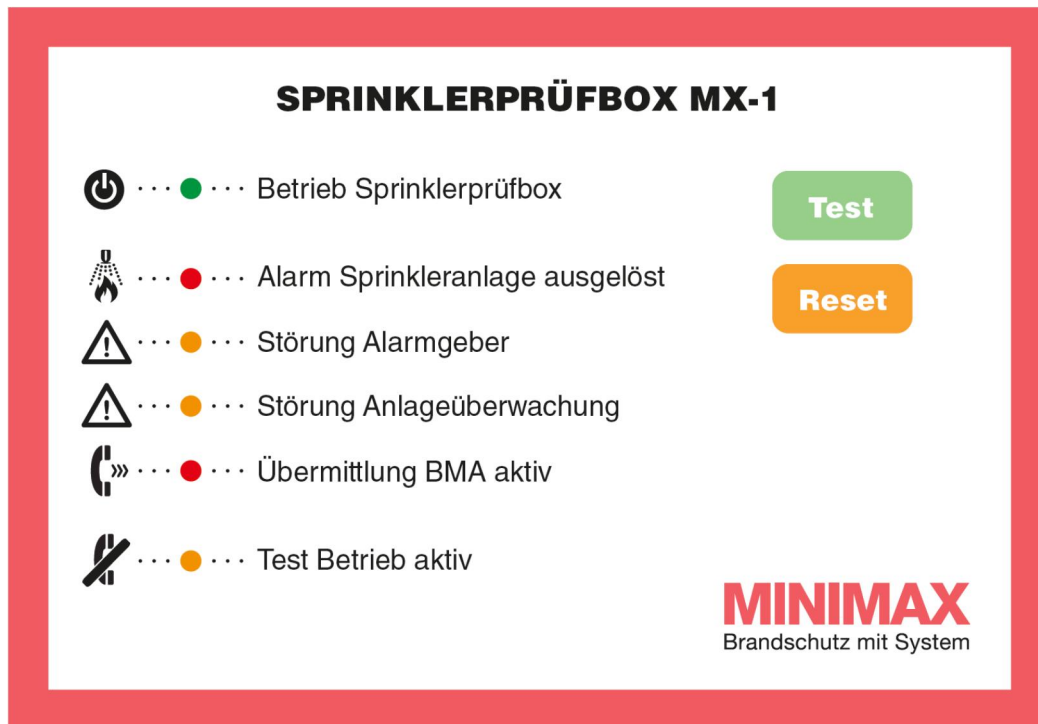 SPRINKLERPRÜFBOX MX-1
Betrieb Sprinklerprüfbox
Test
Alarm Sprinkleranlage ausgelöst
Reset
Störung Alarmgeber
Störung Anlageüberwachung
Übermittlung BMA aktiv
Test Betrieb aktiv
MINIMAX
Brandschutz mit System